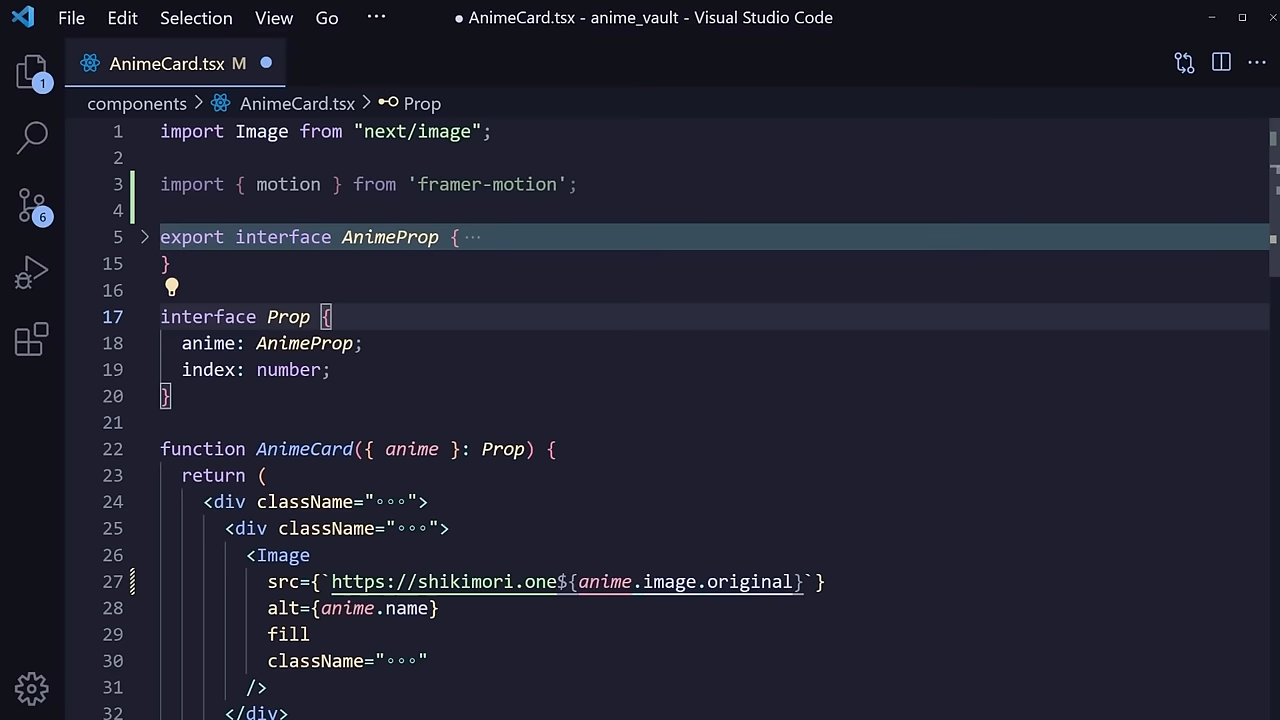 File Edit Selection View Go ··· ● AnimeCard.tsx - anime_vault - Visual Studio Code
AnimeCard.tsx M
components > AnimeCard.tsx > Prop
1
6
1 import Image from "next/image";
2
3 import { motion } from 'framer-motion';
4
5 export interface AnimeProp {···
15 }
16
17 interface Prop {
18 anime: AnimeProp;
19 index: number;
20 }
21
22 function AnimeCard({ anime }: Prop) {
23 return (
24 <div className="∘∘∘">
25 <div className="∘∘∘">
26 <Image
27 src={`https://shikimori.one${anime.image.original}`}
28 alt={anime.name}
29 fill
30 className="∘∘∘"
31 />
32 </div>